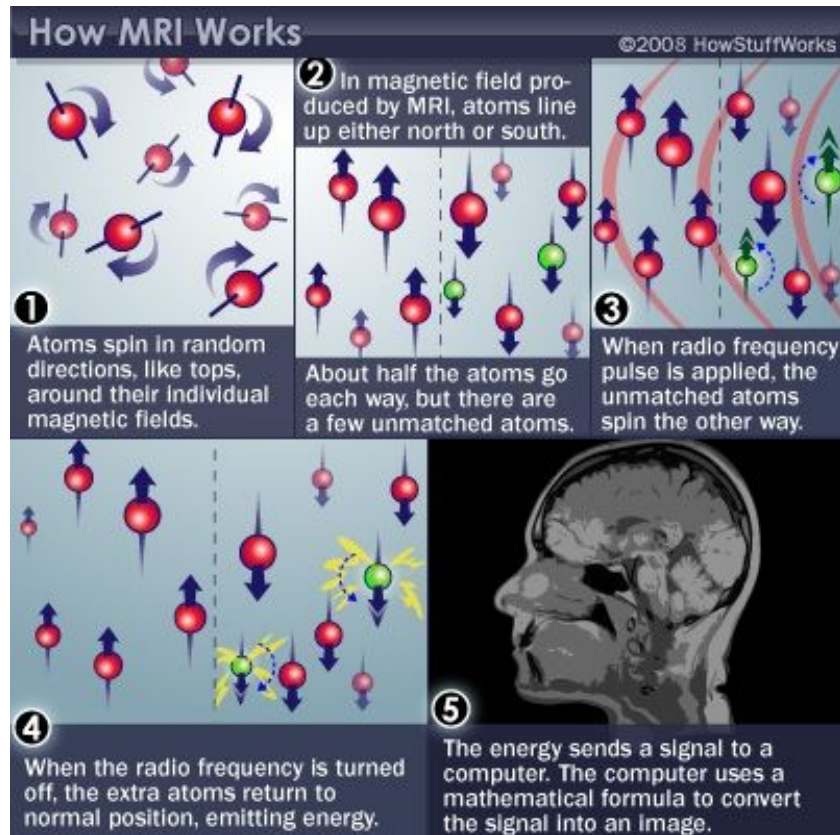 How MRI Works
©2008 HowStuffWorks
1
Atoms spin in random
directions, like tops,
around their individual
magnetic fields.
2 In magnetic field pro-
duced by MRI, atoms line
up either north or south.
About half the atoms go
each way, but there are
a few unmatched atoms.
3
When radio frequency
pulse is applied, the
unmatched atoms
spin the other way.
4
When the radio frequency is turned
off, the extra atoms return to
normal position, emitting energy.
5
The energy sends a signal to a
computer. The computer uses a
mathematical formula to convert
the signal into an image.